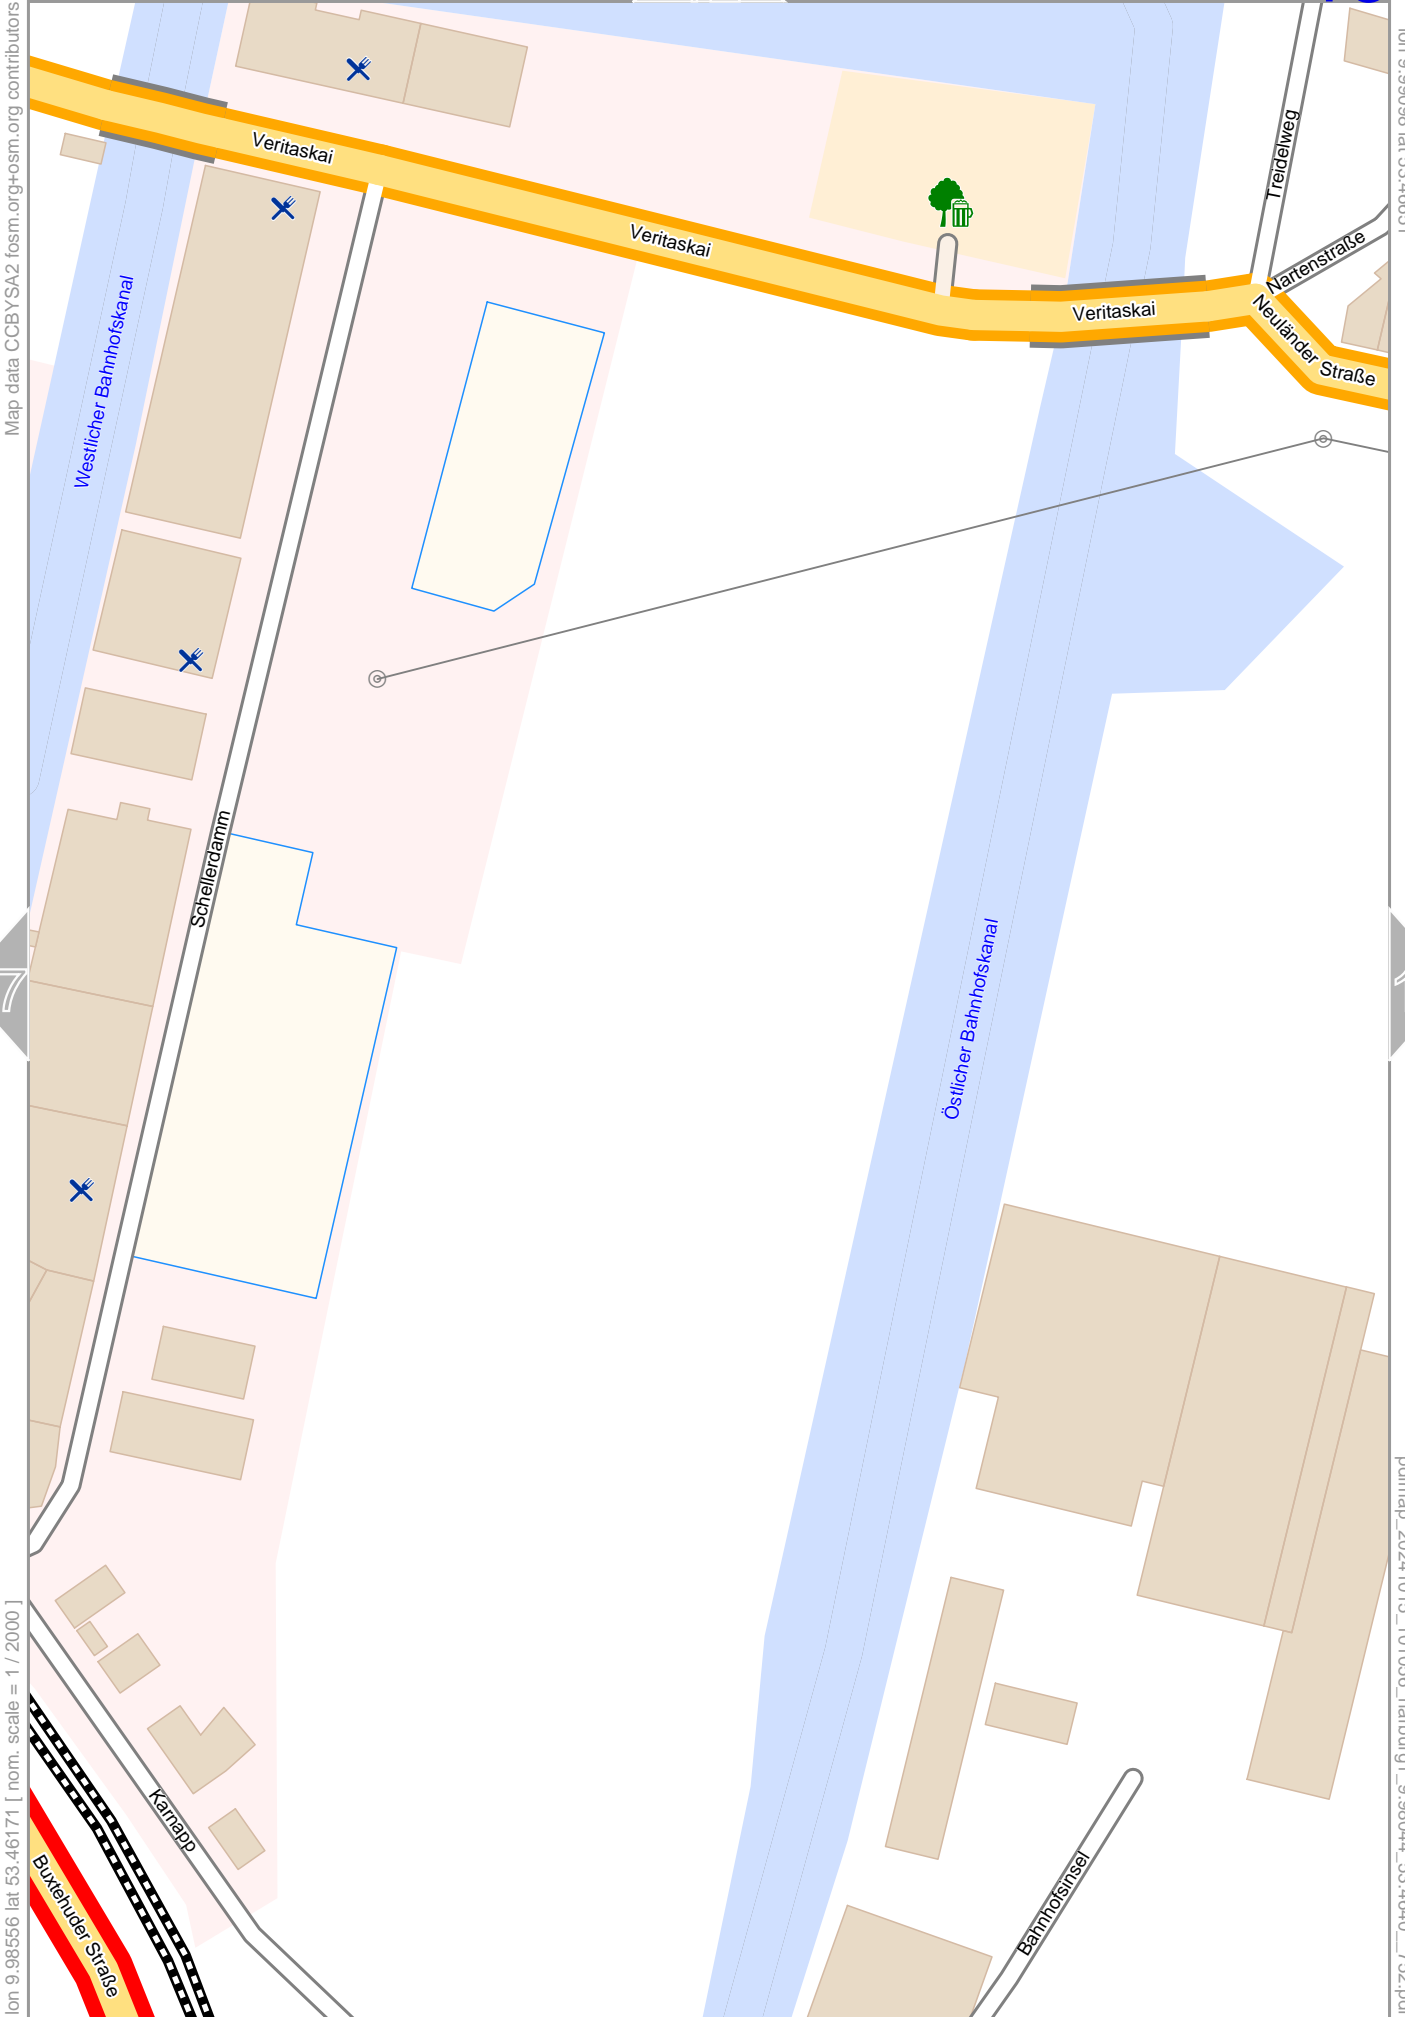 Map data CCBYSA2 fosm.org+osm.org contributors
Veritaskai
Veritaskai
Veritaskai
Treidelweg
Nartenstraße
Neuländer Straße
Westlicher Bahnhofskanal
Schellerdamm
7
Östlicher Bahnhofskanal
Karnapp
Buxtehuder Straße
Bahnhofsinsel
lon 9.98556 lat 53.46171 [ nom. scale = 1 / 2000 ]